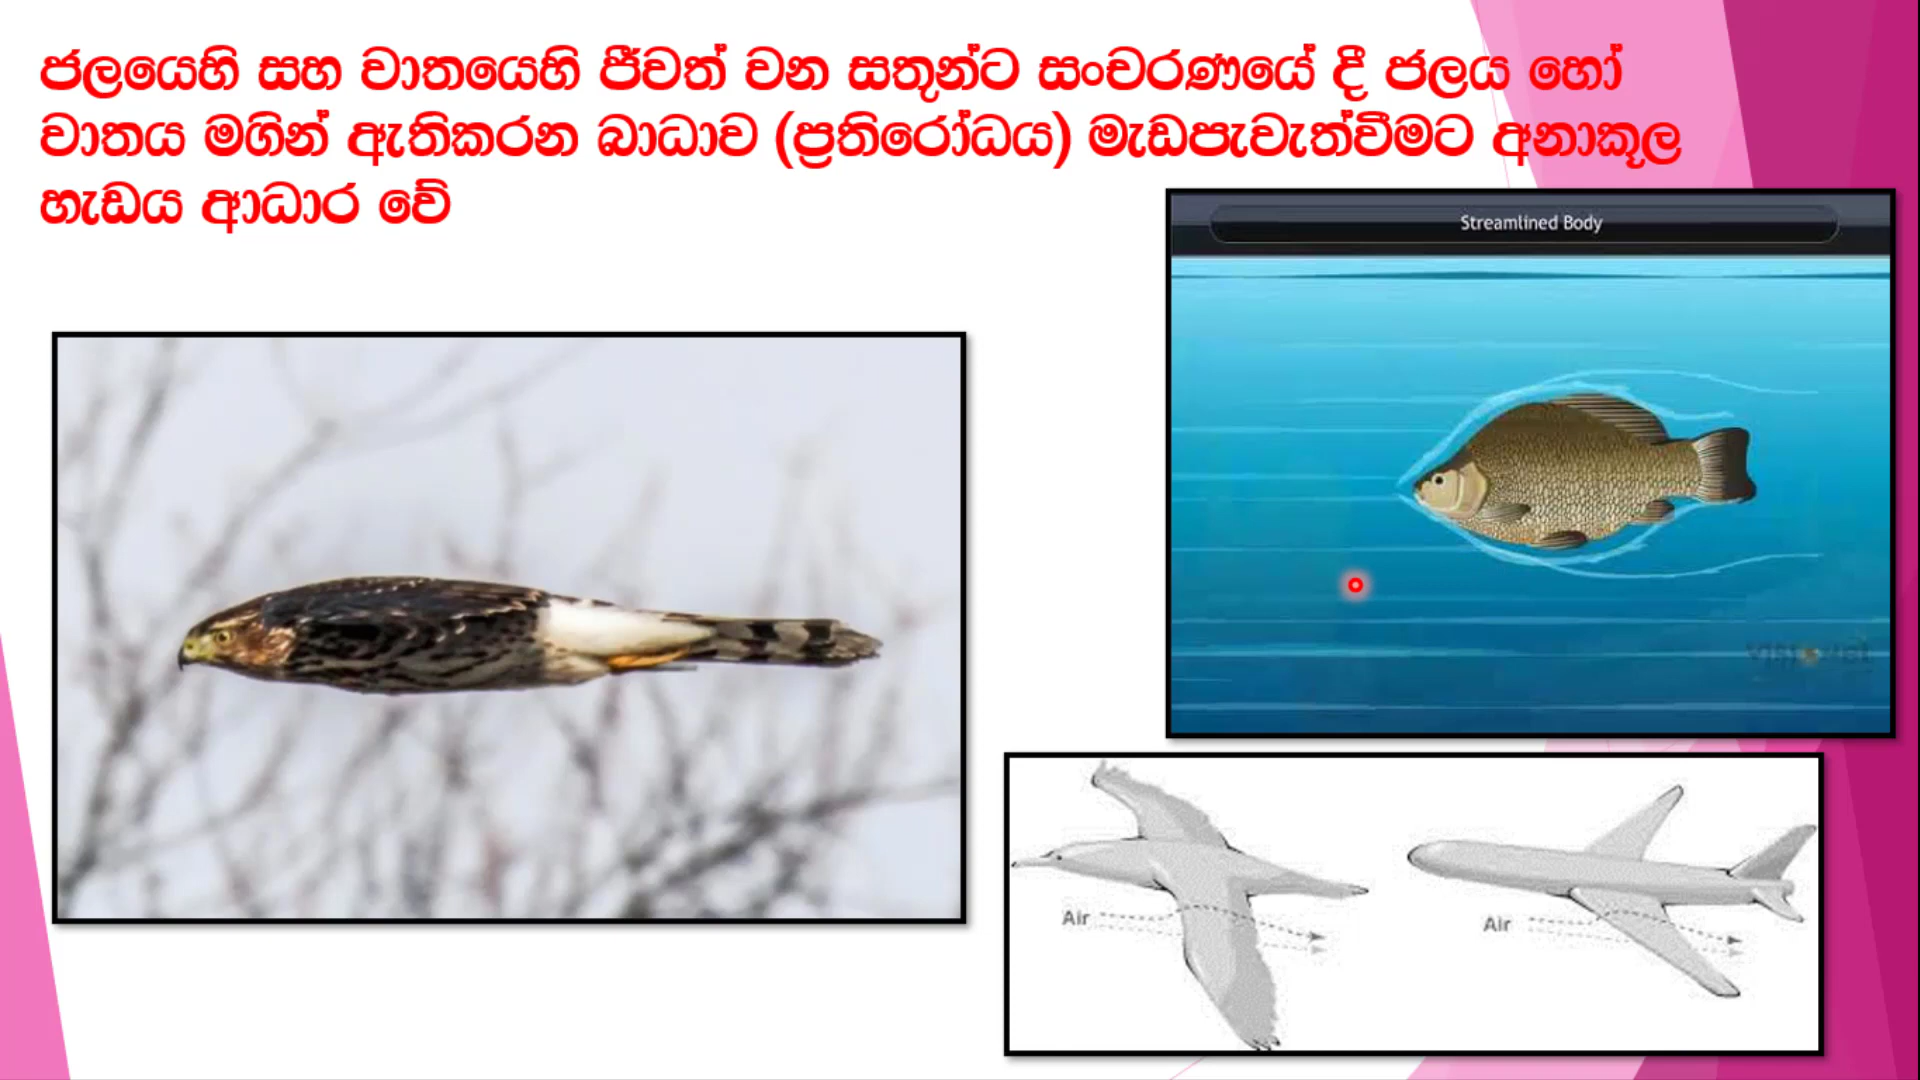 ජලයෙහි සහ වාතයෙහි ජීවත් වන සතුන්ට සංචරණයේ දී ජලය හෝ
වාතය මගින් ඇතිකරන බාධාව (ප්‍රතිරෝධය) මැඩපැවැත්වීමට අනාකූල
හැඩය ආධාර වේ
Streamlined Body
Air
Air